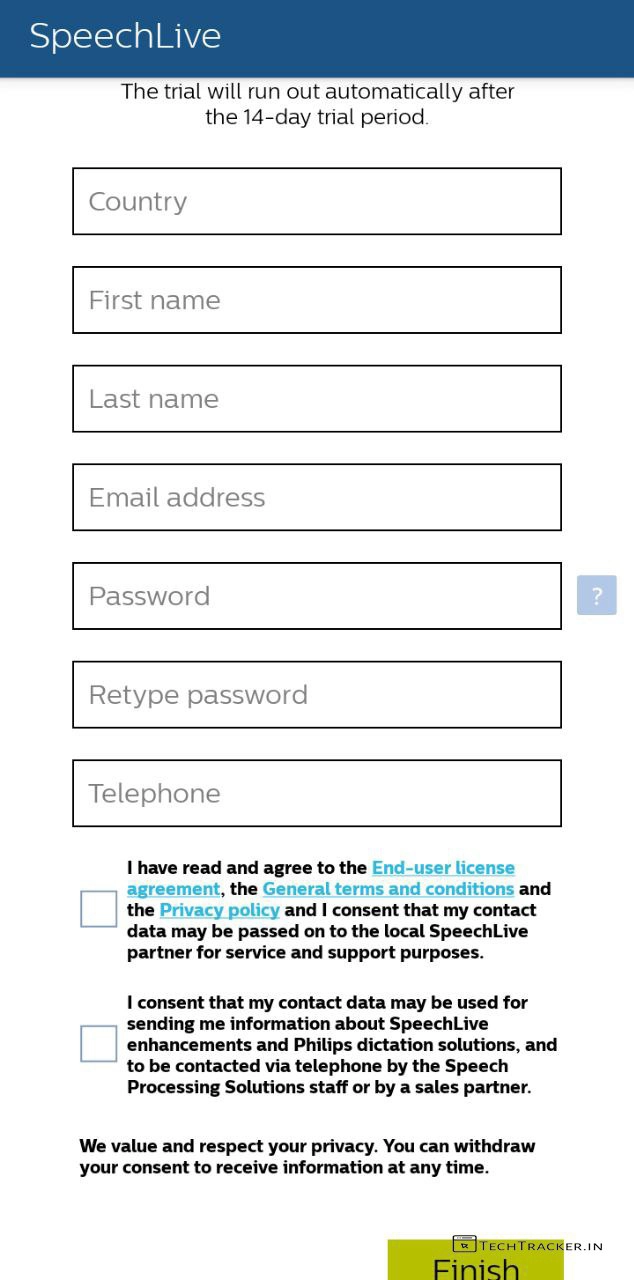 SpeechLive
The trial will run out automatically after
the 14-day trial period.
Country
First name
Last name
Email address
Password
?
Retype password
Telephone
I have read and agree to the End-user license
agreement, the General terms and conditions and
the Privacy policy and I consent that my contact
data may be passed on to the local SpeechLive
partner for service and support purposes.
I consent that my contact data may be used for
sending me information about SpeechLive
enhancements and Philips dictation solutions, and
to be contacted via telephone by the Speech
Processing Solutions staff or by a sales partner.
We value and respect your privacy. You can withdraw
your consent to receive information at any time.
TECHTRACKER.IN
Finish